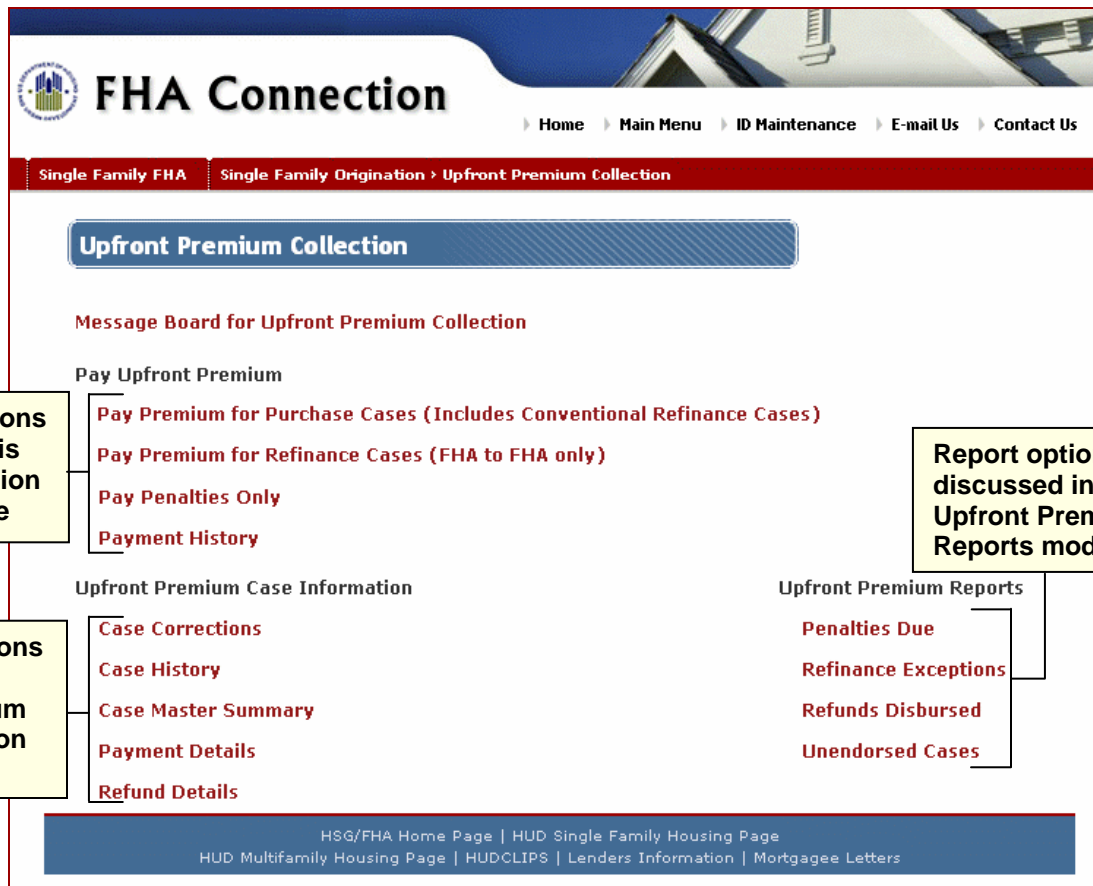 FHA Connection
Home Main Menu ID Maintenance E-mail Us Contact Us
Single Family FHA Single Family Origination › Upfront Premium Collection
Upfront Premium Collection
Message Board for Upfront Premium Collection
Pay Upfront Premium
Pay Premium for Purchase Cases (Includes Conventional Refinance Cases)
Pay Premium for Refinance Cases (FHA to FHA only)
Pay Penalties Only
Payment History
Report
discussed in
Upfront
Reports
Upfront Premium Case Information
Case Corrections
Case History
Case Master Summary
Payment Details
Refund Details
Upfront Premium Reports
Penalties Due
Refinance Exceptions
Refunds Disbursed
Unendorsed Cases
HSG/FHA Home Page | HUD Single Family Housing Page
HUD Multifamily Housing Page | HUDCLIPS | Lenders Information | Mortgagee Letters